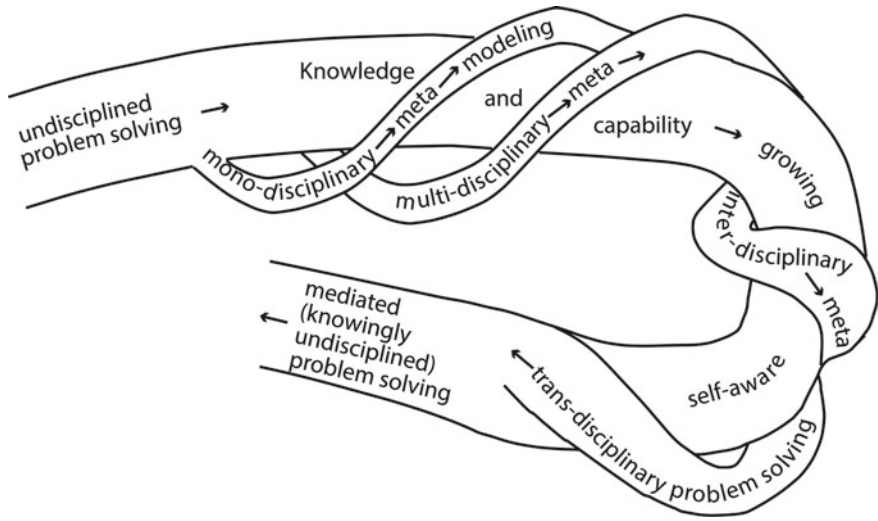 undisciplined →
problem solving
Knowledge
and
capability →
growing
mono-disciplinary → meta → modeling
multi-disciplinary → meta →
inter-disciplinary → meta
self-aware
trans-disciplinary problem solving
mediated
(knowingly
undisciplined)
problem solving